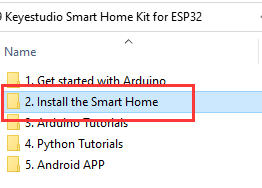 9 Keyestudio Smart Home Kit for ESP32
Name
1. Get started with Arduino
2. Install the Smart Home
3. Arduino Tutorials
4. Python Tutorials
5. Android APP